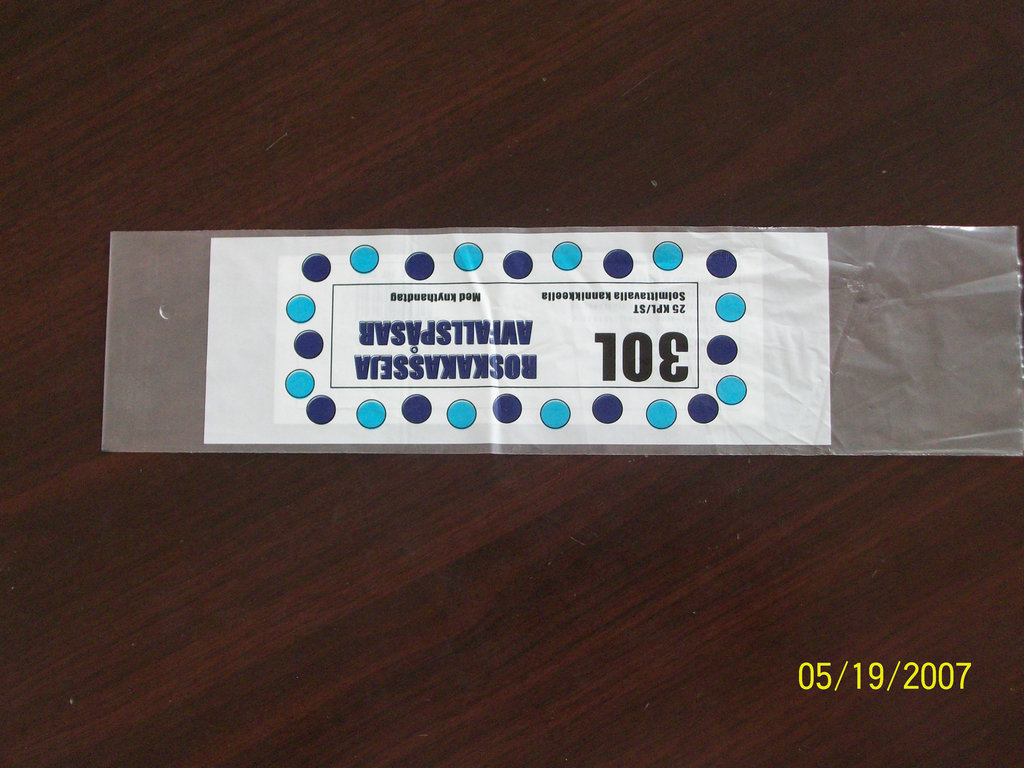 30L
ROSKAKASSEJA
AVFALLSPÅSAR
25 KPL/ST
Solmittavalla kannikkeella
Med knythandtag
05/19/2007